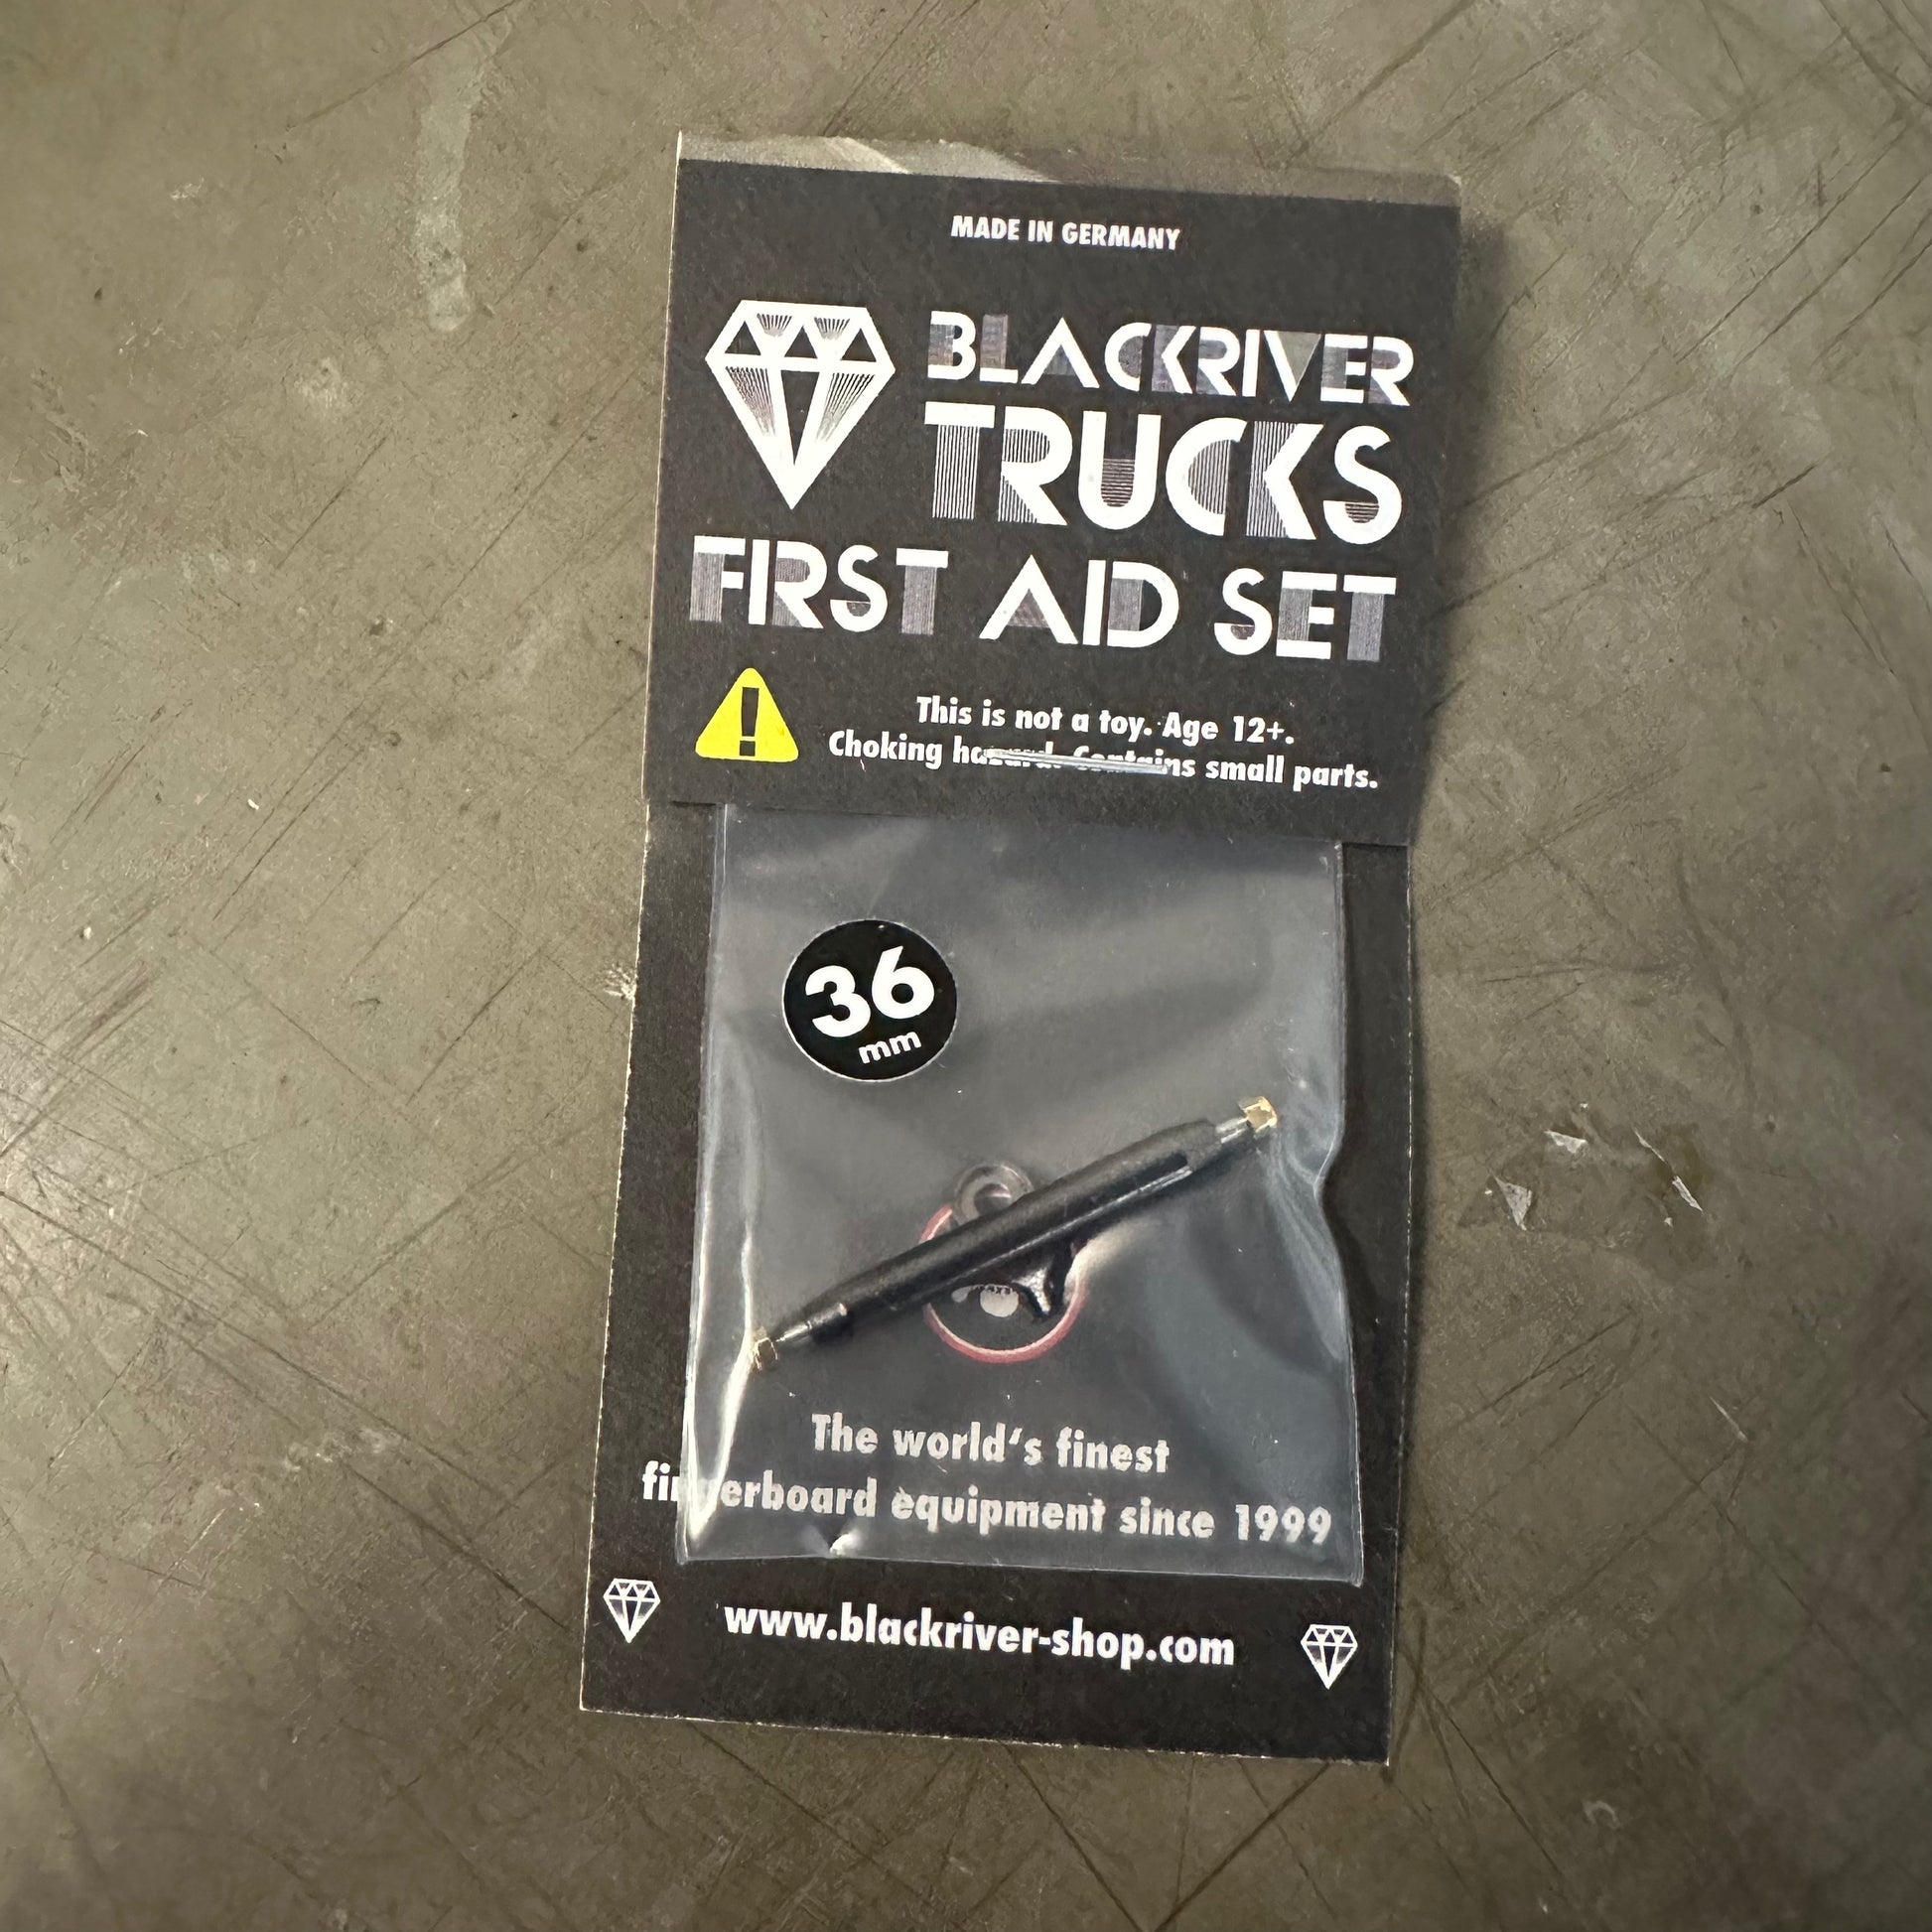 MADE IN GERMANY
BLACKRIVER
TRUCKS
FIRST AID SET
This is not a toy. Age 12+.
Choking hazard. Contains small parts.
36
mm
The world's finest
fingerboard equipment since 1999
www.blackriver-shop.com